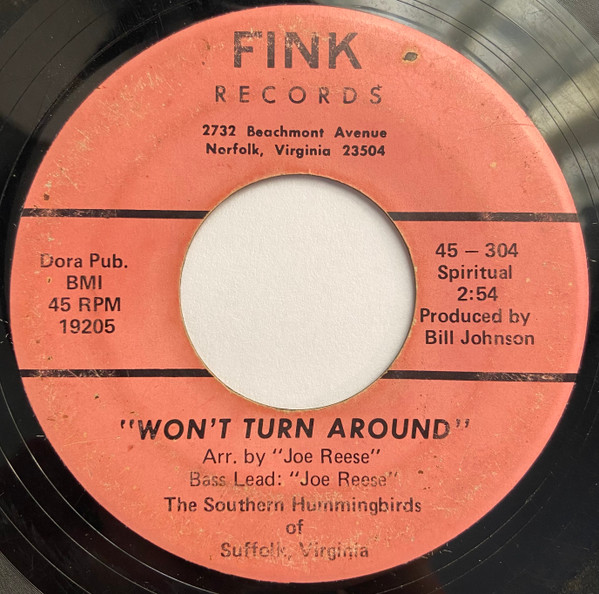 FINK
RECORDS
2732 Beachmont Avenue
Norfolk, Virginia 23504
Dora Pub.
BMI
45 RPM
19205
45 – 304
Spiritual
2:54
Produced by
Bill Johnson
"WON'T TURN AROUND"
Arr. by "Joe Reese"
Bass Lead: "Joe Reese"
The Southern Hummingbirds
of
Suffolk, Virginia